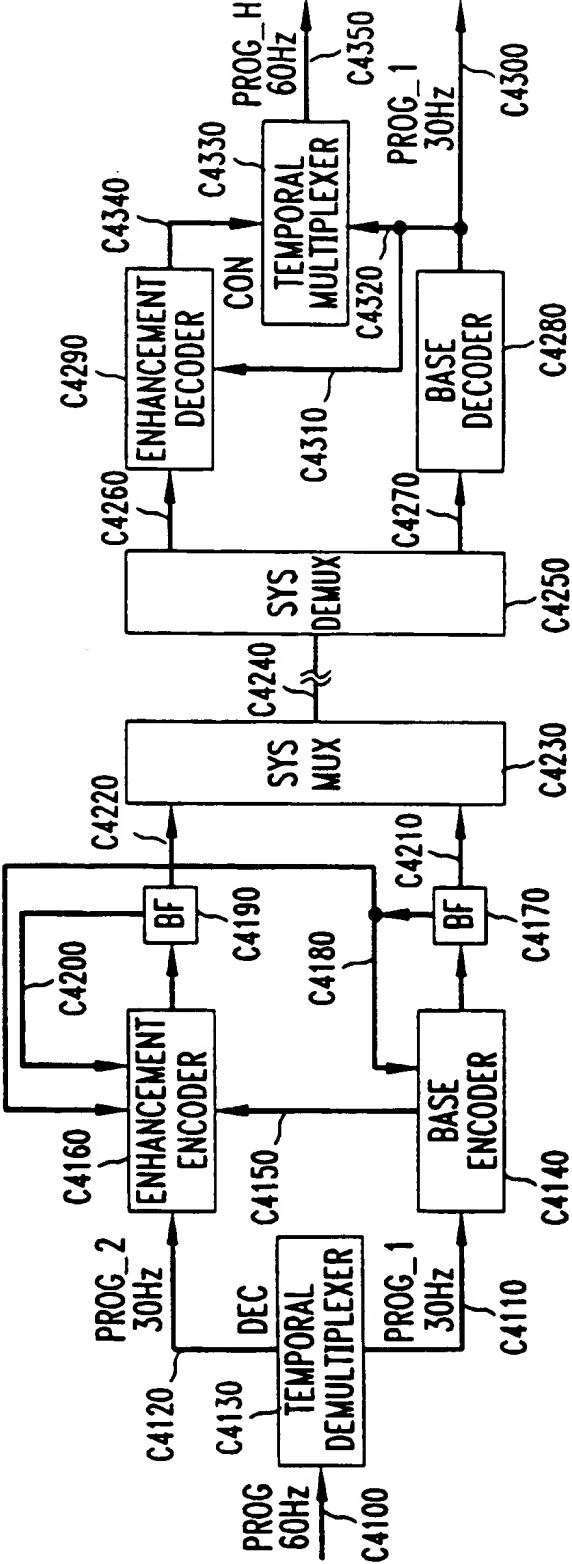 PROG
60Hz
C4100
C4130
TEMPORAL
DEMULTIPLEXER
DEC
C4120
PROG_2
30Hz
PROG_1
30Hz
C4110
C4160
ENHANCEMENT
ENCODER
C4150
BASE
ENCODER
C4140
C4200
BF
C4190
C4180
BF
C4170
C4220
C4210
SYS
MUX
C4230
C4240
SYS
DEMUX
C4250
C4260
C4270
C4290
ENHANCEMENT
DECODER
C4310
BASE
DECODER
C4280
C4340
CON
C4330
TEMPORAL
MULTIPLEXER
C4320
PROG_H
60Hz
C4350
PROG_1
30Hz
C4300